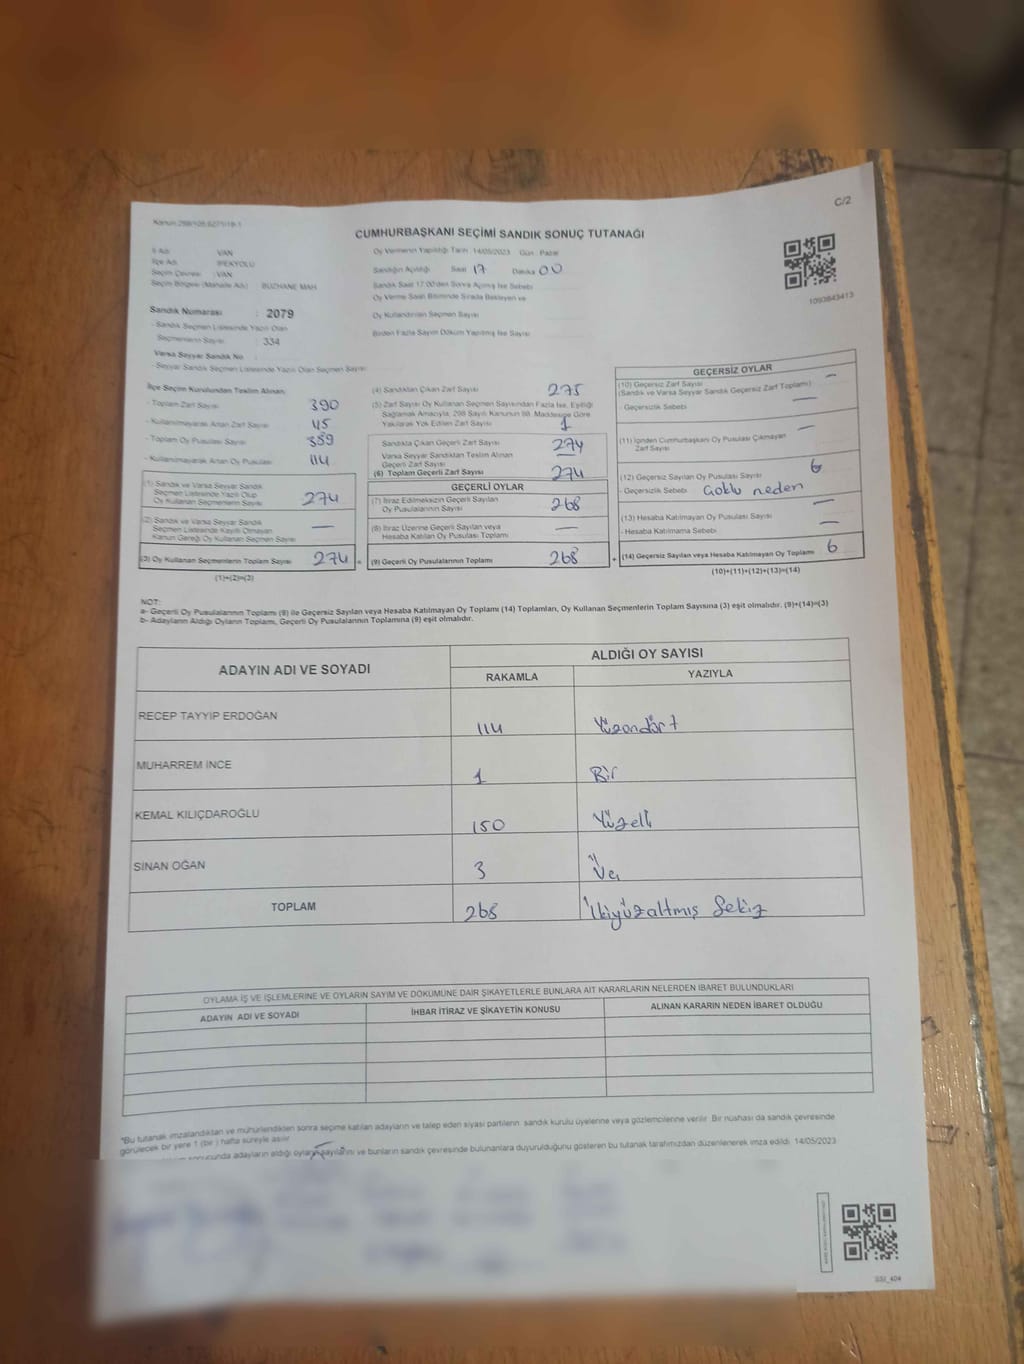 Kanun:298/105,6271/19-1
C/2
CUMHURBAŞKANI SEÇİMİ SANDIK SONUÇ TUTANAĞI
İl Adı : VAN
İlçe Adı : İPEKYOLU
Seçim Çevresi : VAN
Seçim Bölgesi (Mahalle Adı) : BUZHANE MAH.
Oy Vermenin Yapıldığı Tarih : 14/05/2023 Gün : Pazar
Sandığın Açıldığı Saat 17 Dakika 00
Sandık Saat 17.00'den Sonra Açılmış İse Sebebi
Oy Verme Saati Bitiminde Sırada Bekleyen ve
Oy Kullandırılan Seçmen Sayısı
Birden Fazla Sayım Döküm Yapılmış İse Sayısı
1093843413
Sandık Numarası : 2079
- Sandık Seçmen Listesinde Yazılı Olan
Seçmenlerin Sayısı : 334
Varsa Seyyar Sandık No :
- Seyyar Sandık Seçmen Listesinde Yazılı Olan Seçmen Sayısı
İlçe Seçim Kurulundan Teslim Alınan:
- Toplam Zarf Sayısı 390
- Kullanılmayarak Artan Zarf Sayısı 115
- Toplam Oy Pusulası Sayısı 389
- Kullanılmayarak Artan Oy Pusulası 114
(1) Sandık ve Varsa Seyyar Sandık
Seçmen Listesinde Yazılı Olup
Oy Kullanan Seçmenlerin Sayısı 274
(2) Sandık ve Varsa Seyyar Sandık
Seçmen Listesinde Kayıtlı Olmayan
Kanun Gereği Oy Kullanan Seçmen Sayısı —
(3) Oy Kullanan Seçmenlerin Toplam Sayısı 274
(1)+(2)=(3)
(4) Sandıktan Çıkan Zarf Sayısı 275
(5) Zarf Sayısı Oy Kullanan Seçmen Sayısından Fazla İse, Eşitliği
Sağlamak Amacıyla, 298 Sayılı Kanunun 98. Maddesine Göre
Yakılarak Yok Edilen Zarf Sayısı 1
Sandıkta Çıkan Geçerli Zarf Sayısı 274
Varsa Seyyar Sandıktan Teslim Alınan
Geçerli Zarf Sayısı —
(6) Toplam Geçerli Zarf Sayısı 274
GEÇERLİ OYLAR
(7) İtiraz Edilmeksizin Geçerli Sayılan
Oy Pusulalarının Sayısı 268
(8) İtiraz Üzerine Geçerli Sayılan veya
Hesaba Katılan Oy Pusulası Toplamı —
= (9) Geçerli Oy Pusulalarının Toplamı 268
GEÇERSİZ OYLAR
(10) Geçersiz Zarf Sayısı —
(Sandık ve Varsa Seyyar Sandık Geçersiz Zarf Toplamı)
- Geçersizlik Sebebi —
(11) İçinden Cumhurbaşkanı Oy Pusulası Çıkmayan
Zarf Sayısı —
(12) Geçersiz Sayılan Oy Pusulası Sayısı 6
- Geçersizlik Sebebi Çoklu neden
(13) Hesaba Katılmayan Oy Pusulası Sayısı —
- Hesaba Katılmama Sebebi —
+ (14) Geçersiz Sayılan veya Hesaba Katılmayan Oy Toplamı 6
(10)+(11)+(12)+(13)=(14)
NOT:
a- Geçerli Oy Pusulalarının Toplamı (9) ile Geçersiz Sayılan veya Hesaba Katılmayan Oy Toplamı (14) Toplamları, Oy Kullanan Seçmenlerin Toplam Sayısına (3) eşit olmalıdır. (9)+(14)=(3)
b- Adayların Aldığı Oyların Toplamı, Geçerli Oy Pusulalarının Toplamına (9) eşit olmalıdır.
ADAYIN ADI VE SOYADI
ALDIĞI OY SAYISI
RAKAMLA YAZIYLA
RECEP TAYYİP ERDOĞAN 114 Yüzondört
MUHARREM İNCE 1 Bir
KEMAL KILIÇDAROĞLU 150 Yüzelli
SİNAN OĞAN 3 Üç
TOPLAM 268 İkiyüzaltmış Sekiz
OYLAMA İŞ VE İŞLEMLERİNE VE OYLARIN SAYIM VE DÖKÜMÜNE DAİR ŞİKAYETLERLE BUNLARA AİT KARARLARIN NELERDEN İBARET BULUNDUKLARI
ADAYIN ADI VE SOYADI İHBAR İTİRAZ VE ŞİKAYETİN KONUSU ALINAN KARARIN NEDEN İBARET OLDUĞU
"Bu tutanak imzalandıktan ve mühürlendikten sonra seçime katılan adayların ve talep eden siyasi partilerin sandık kurulu üyelerine veya gözlemcilerine verilir. Bir nüshası da sandık çevresinde
görülecek bir yere 1 (bir) hafta süreyle asılır.
sonucunda adayların aldığı oyların sayılarını ve bunların sandık çevresinde bulunanlara duyurulduğunu gösteren bu tutanak tarafımızdan düzenlenerek imza edildi. 14/05/2023